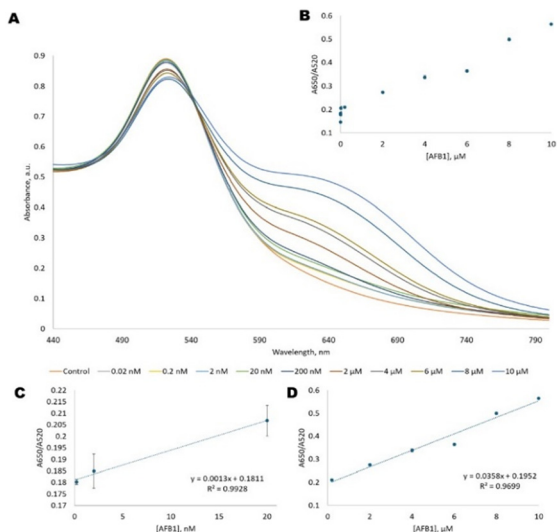 A
B
0.6
0.5
0.4
0.3
0.2
0.1
0 2 4 6 8 10
A650/A520
[AFB1], µM
0.9
0.8
0.7
0.6
0.5
0.4
0.3
0.2
0.1
0
440 490 540 590 640 690 740 790
Absorbance, a.u.
Wavelength, nm
Control 0.02 nM 0.2 nM 2 nM 20 nM 200 nM 2 µM 4 µM 6 µM 8 µM 10 µM
C
0.22
0.215
0.21
0.205
0.2
0.195
0.19
0.185
0.18
0.175
0.17
0 5 10 15 20
A650/A520
[AFB1], nM
y = 0.0013x + 0.1811
R² = 0.9928
D
0.6
0.5
0.4
0.3
0.2
0.1
0 2 4 6 8 10
A650/A520
[AFB1], µM
y = 0.0358x + 0.1952
R² = 0.9699